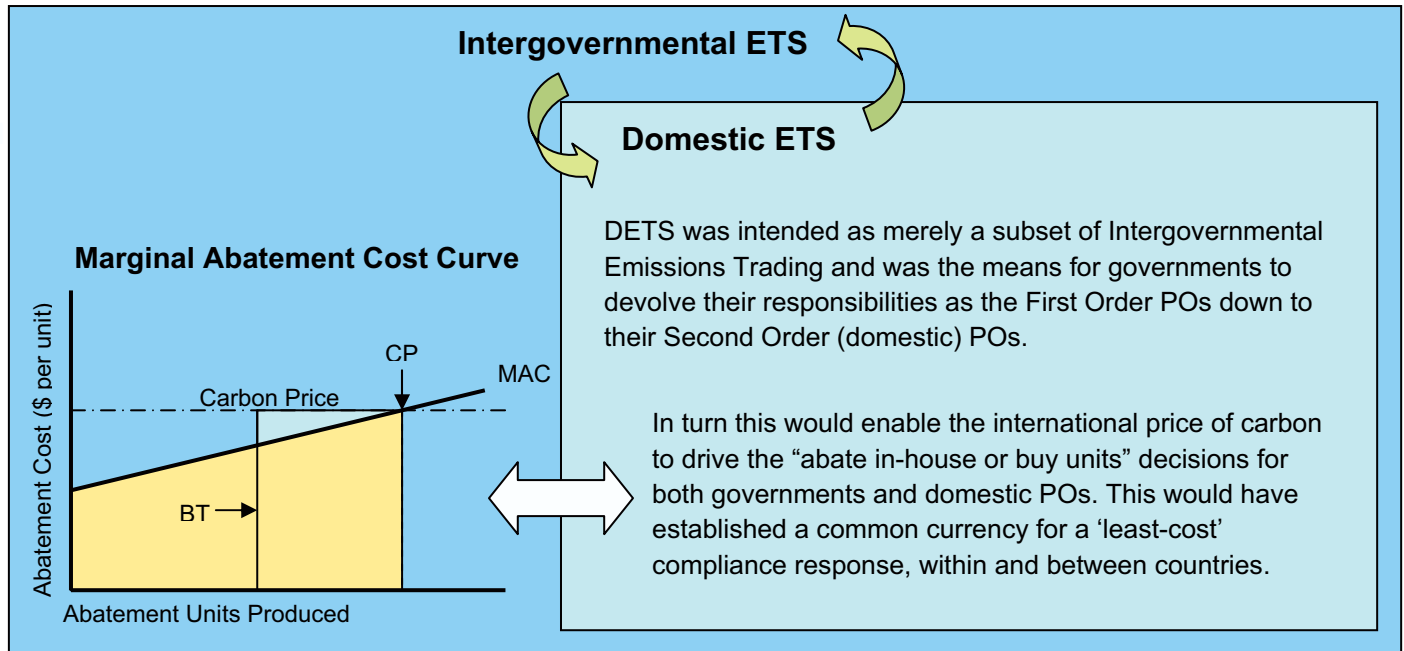 Intergovernmental ETS
Domestic ETS
DETS was intended as merely a subset of Intergovernmental
Emissions Trading and was the means for governments to
devolve their responsibilities as the First Order POs down to
their Second Order (domestic) POs.
In turn this would enable the international price of carbon
to drive the “abate in-house or buy units” decisions for
both governments and domestic POs. This would have
established a common currency for a ‘least-cost’
compliance response, within and between countries.
Marginal Abatement Cost Curve
Abatement Cost ($ per unit)
CP
MAC
Carbon Price
BT
Abatement Units Produced